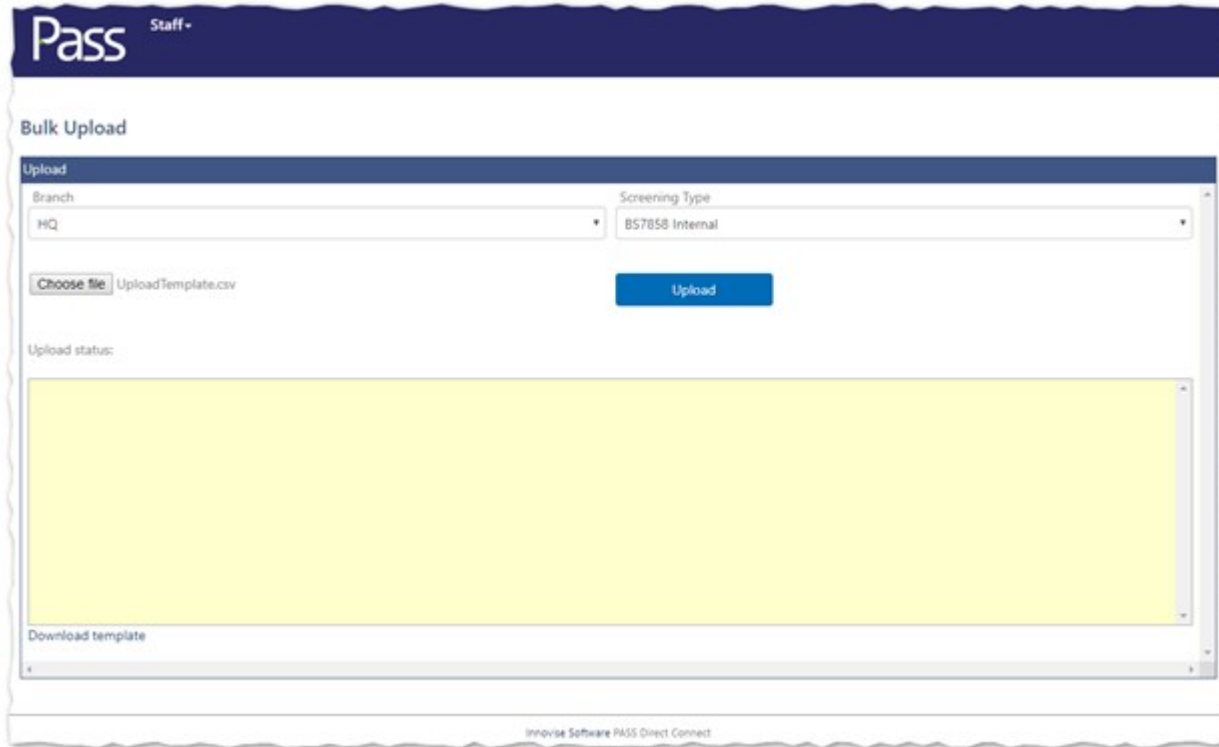 Pass
Staff
Bulk Upload
Upload
Branch
Screening Type
HQ
BS7858 Internal
Choose file UploadTemplate.csv
Upload
Upload status:
Download template
Innovise Software PASS Direct Connect